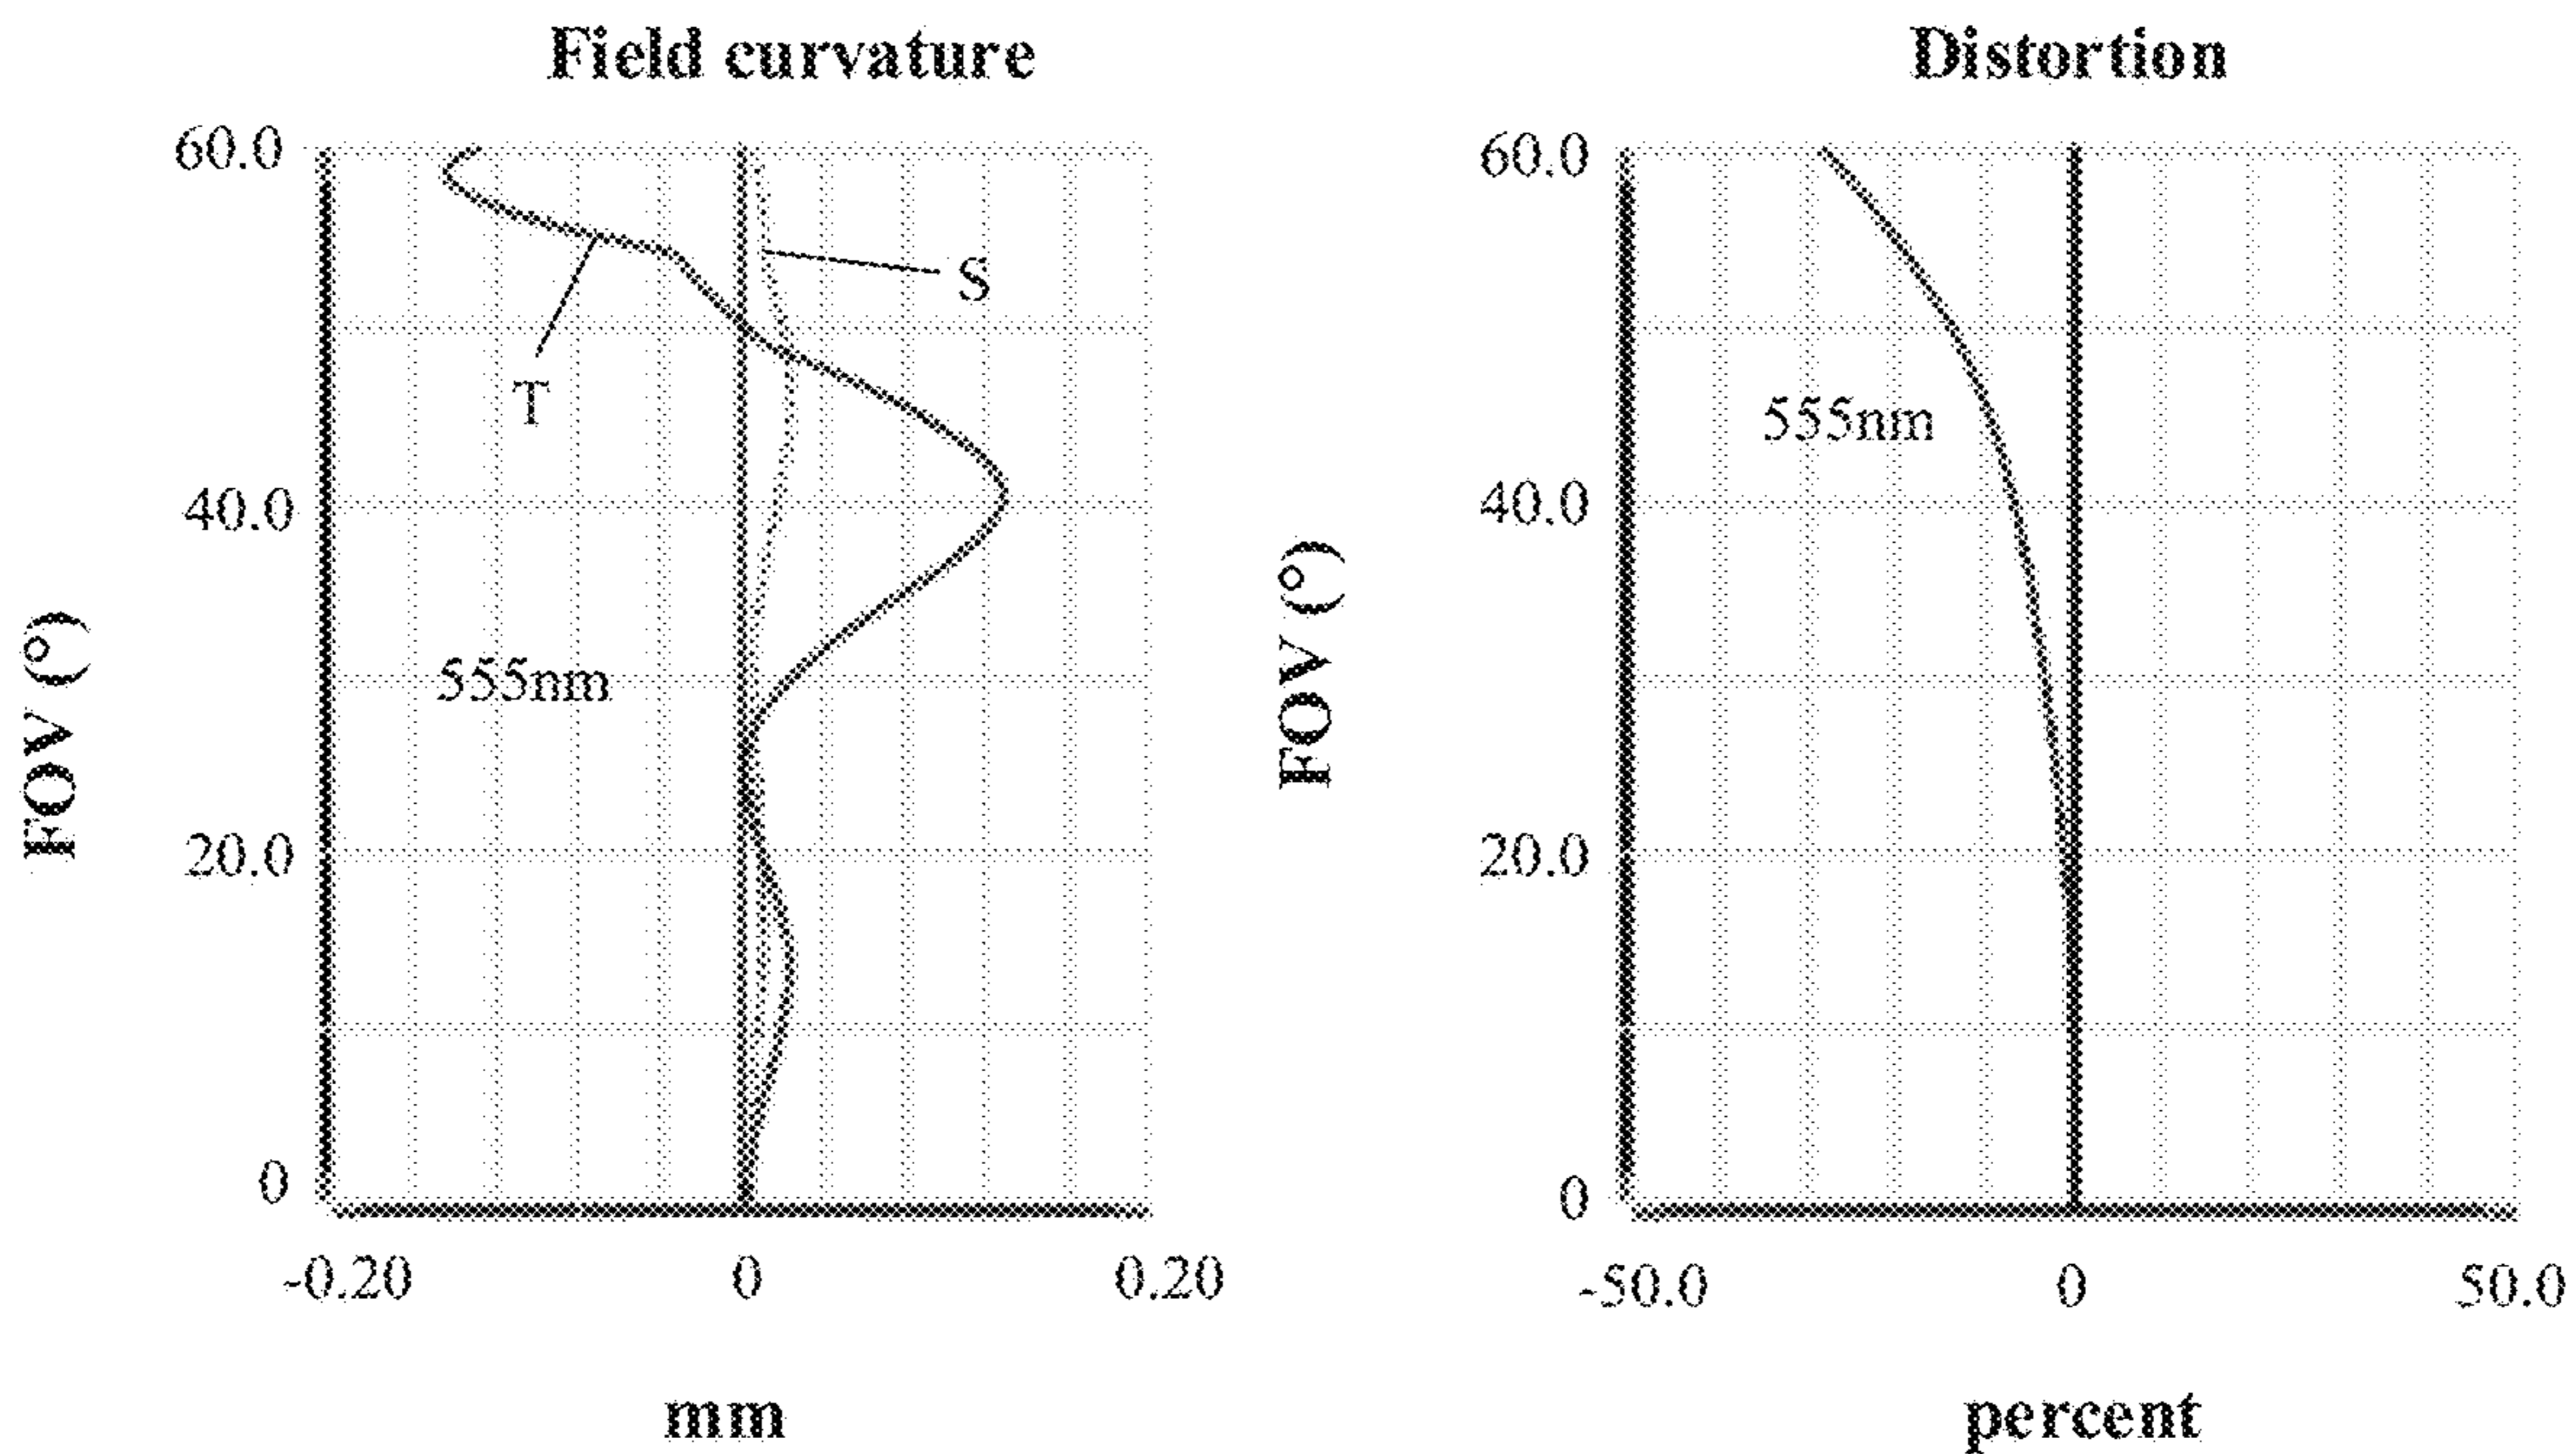 Field curvature
60.0
40.0
20.0
0
FOV (°)
S
T
555nm
-0.20 0 0.20
mm
Distortion
60.0
40.0
20.0
0
FOV (°)
555nm
-50.0 0 50.0
percent